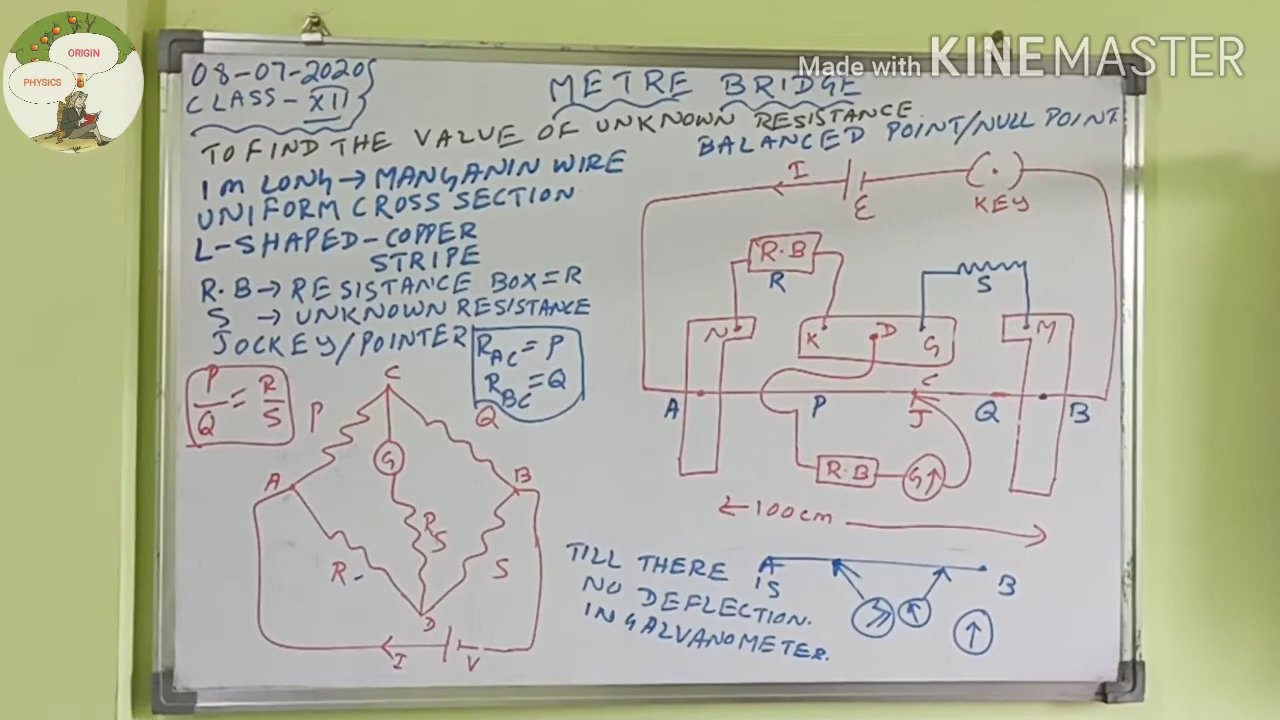 ORIGIN
PHYSICS
Made with KINEMASTER
08-07-2020
CLASS-XII
METRE BRIDGE
TO FIND THE VALUE OF UNKNOWN RESISTANCE
BALANCED POINT/NULL POINT
1M LONG → MANGANIN WIRE
UNIFORM CROSS SECTION
L-SHAPED-COPPER
STRIPE
R.B → RESISTANCE BOX = R
S → UNKNOWN RESISTANCE
JOCKEY/POINTER
R_AC = P
R_BC = Q
P/Q = R/S
C
P
Q
G
A
B
R_S
R
S
D
I
V
I
E
( . )
KEY
R.B
R
S
N
K
D
G
M
A
P
C
J
Q
B
R.B
G
← 100cm →
TILL THERE IS
NO DEFLECTION.
IN GALVANOMETER.
A
B